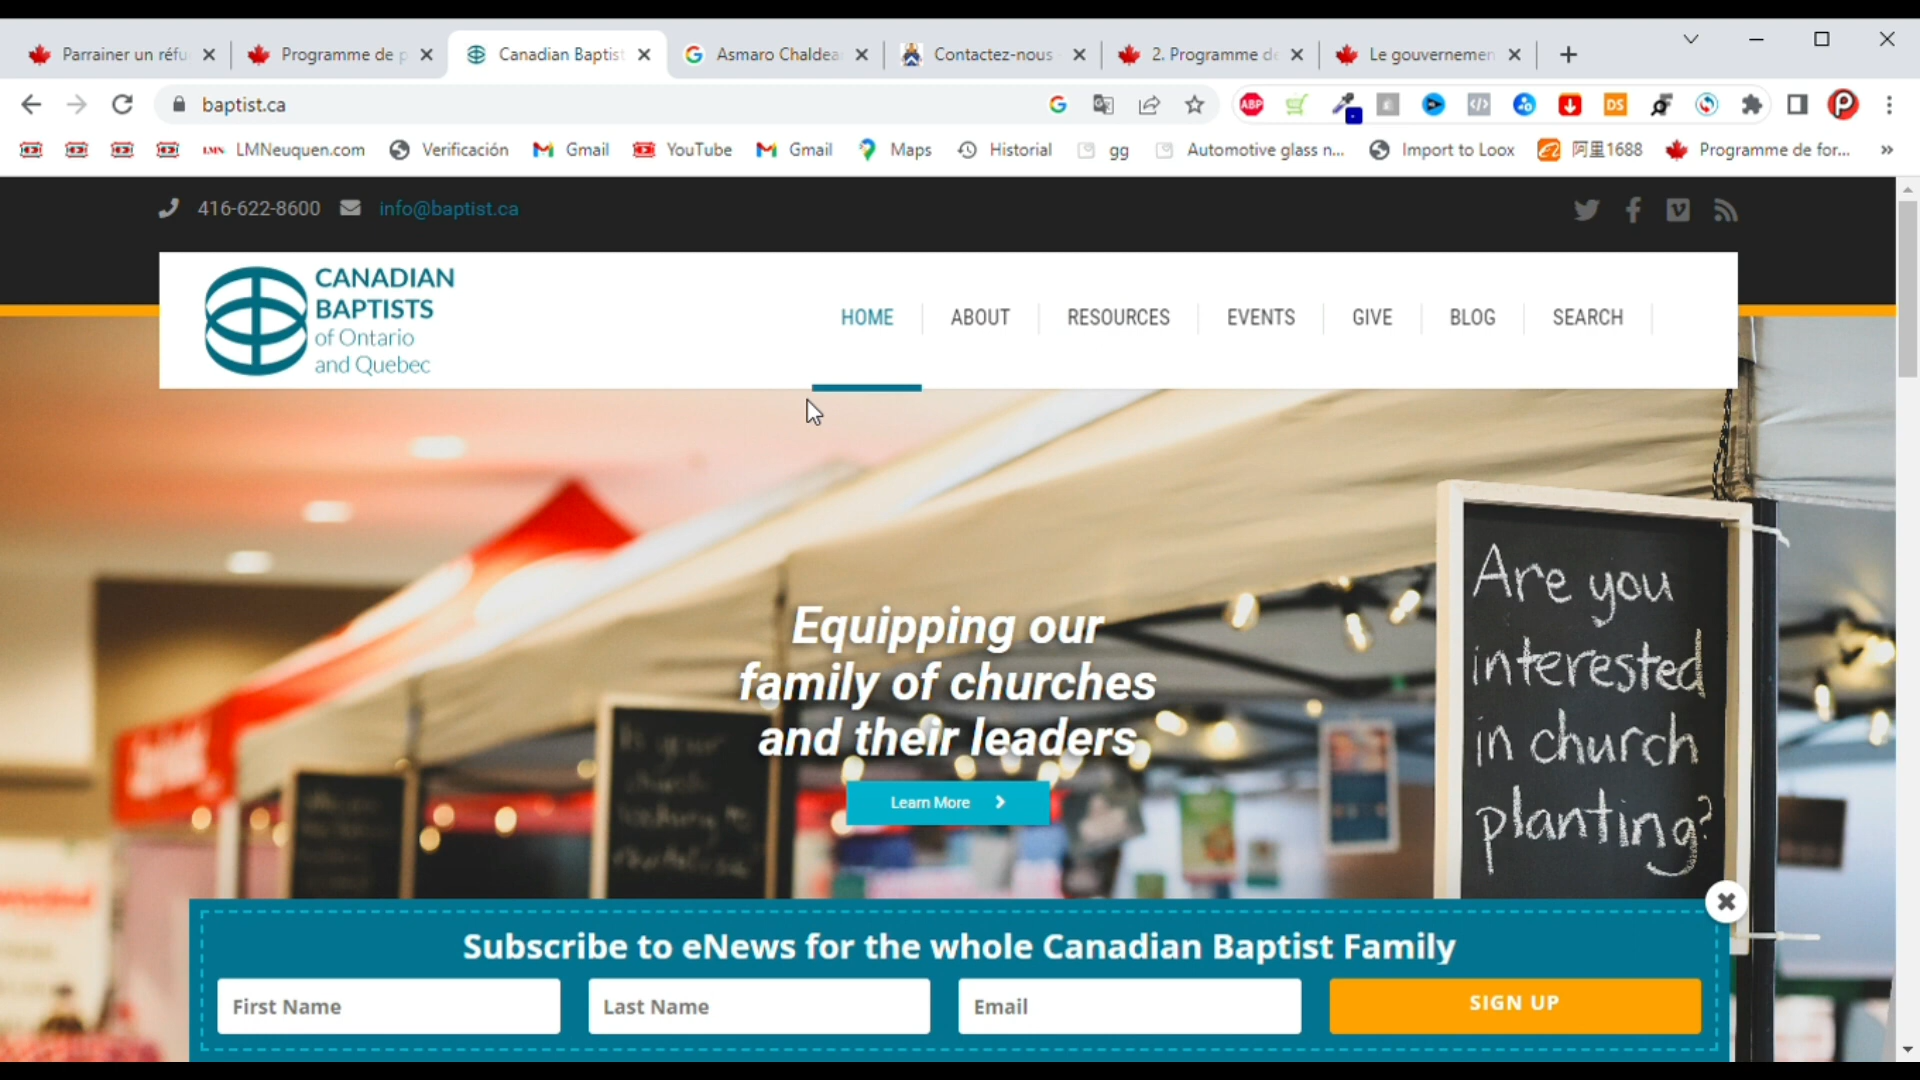 Parrainer un réfu
Programme de p
Canadian Baptist
Asmaro Chaldea
Contactez-nous
2. Programme de
Le gouvernemen
baptist.ca
ABP
DS
LMN LMNeuquen.com
Verificación
Gmail
YouTube
Gmail
Maps
Historial
gg
Automotive glass n...
Import to Loox
阿里1688
Programme de for...
416-622-8600
info@baptist.ca
CANADIAN
BAPTISTS
of Ontario
and Quebec
HOME
ABOUT
RESOURCES
EVENTS
GIVE
BLOG
SEARCH
Equipping our
family of churches
and their leaders
Learn More
Are you
interested
in church
planting?
Subscribe to eNews for the whole Canadian Baptist Family
First Name
Last Name
Email
SIGN UP